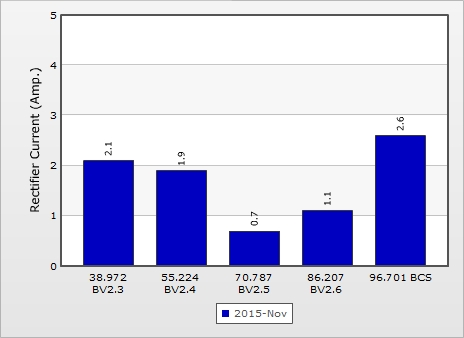 Rectifier Current (Amp.)
5
4
3
2
1
0
2.1
1.9
0.7
1.1
2.6
38.972
BV2.3
55.224
BV2.4
70.787
BV2.5
86.207
BV2.6
96.701 BCS
2015-Nov